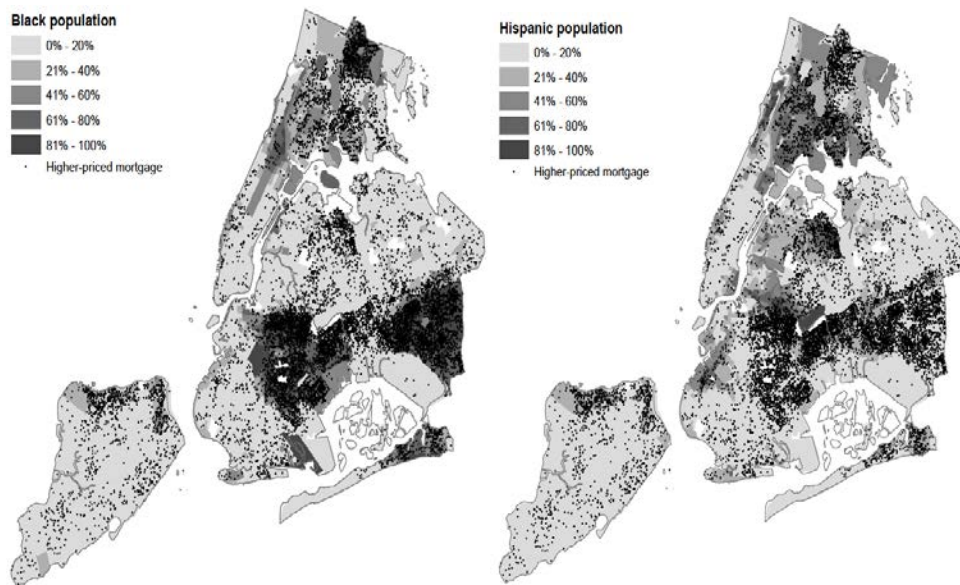 Black population
0% - 20%
21% - 40%
41% - 60%
61% - 80%
81% - 100%
Higher-priced mortgage
Hispanic population
0% - 20%
21% - 40%
41% - 60%
61% - 80%
81% - 100%
Higher-priced mortgage